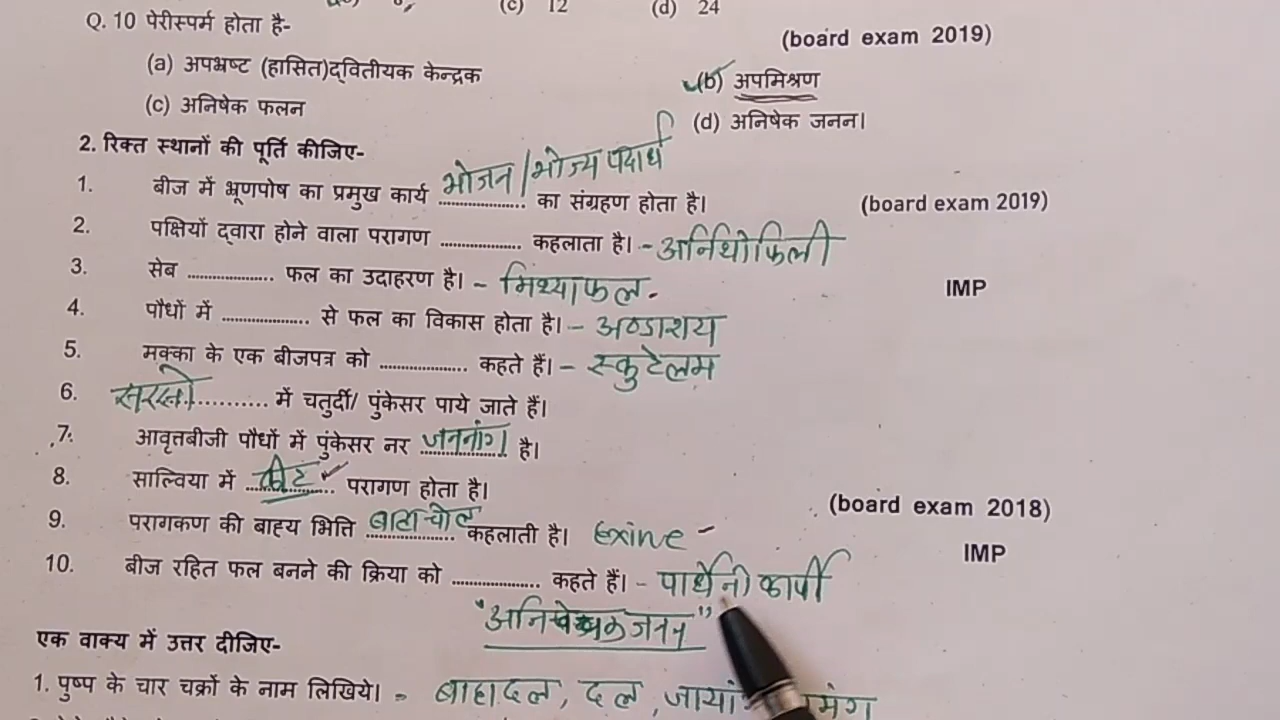 (c) 12 (d) 24
Q. 10 पेरीस्पर्म होता है-
(board exam 2019)
(a) अपभ्रष्ट (हासित)द्वितीयक केन्द्रक (b) अपमिश्रण
(c) अनिषेक फलन (d) अनिषेक जनन।
2. रिक्त स्थानों की पूर्ति कीजिए-
1. बीज में भ्रूणपोष का प्रमुख कार्य भोजन/भोज्य पदार्थ .................... का संग्रहण होता है। (board exam 2019)
2. पक्षियों द्वारा होने वाला परागण .................. कहलाता है। - अर्निथोफिली
3. सेब ................... फल का उदाहरण है। - मिथ्याफल - IMP
4. पौधों में .................... से फल का विकास होता है। - अण्डाशय
5. मक्का के एक बीजपत्र को .................... कहते हैं। - स्कुटेलम
6. सरसो ........... में चतुर्दी/ पुंकेसर पाये जाते हैं।
7. आवृत्तबीजी पौधों में पुंकेसर नर जननांग .................... है।
8. साल्विया में कीट .................... परागण होता है।
(board exam 2018)
9. परागकण की बाह्य भिति बाह्यचोल .................... कहलाती है। exine -
IMP
10. बीज रहित फल बनने की क्रिया को .................... कहते हैं। - पार्थेनोकार्पी
जनन"
एक वाक्य में उत्तर दीजिए-
1. पुष्प के चार चक्रों के नाम लिखिये। - बाह्यदल, दल, जायां मंग